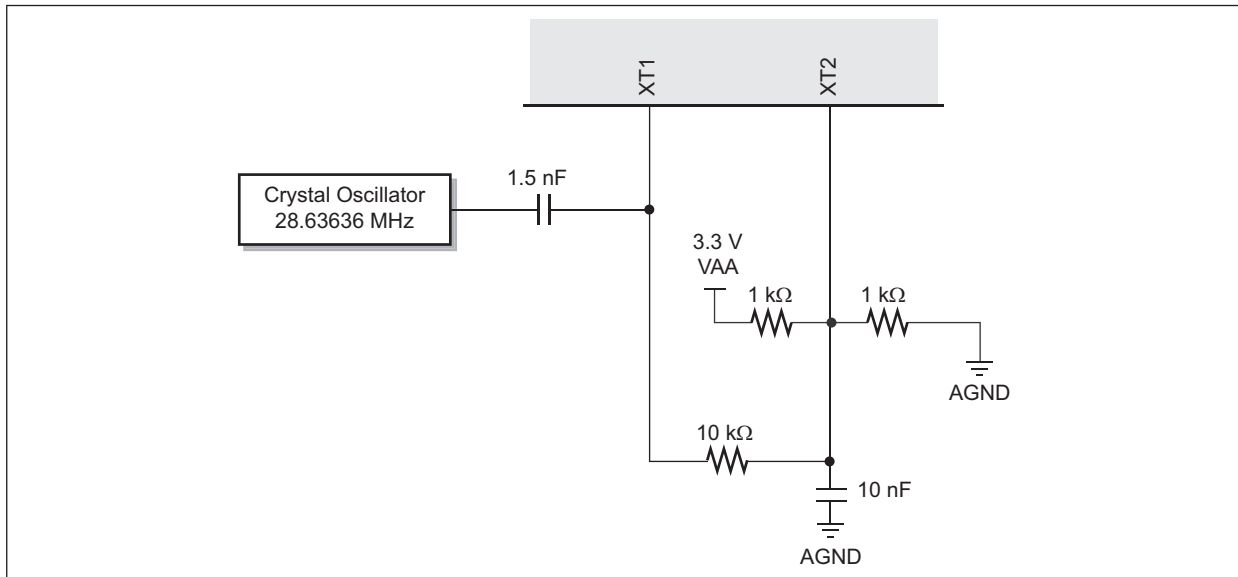 XT1
XT2
1.5 nF
Crystal Oscillator
28.63636 MHz
3.3 V
VAA
1 kΩ
1 kΩ
AGND
10 kΩ
10 nF
AGND